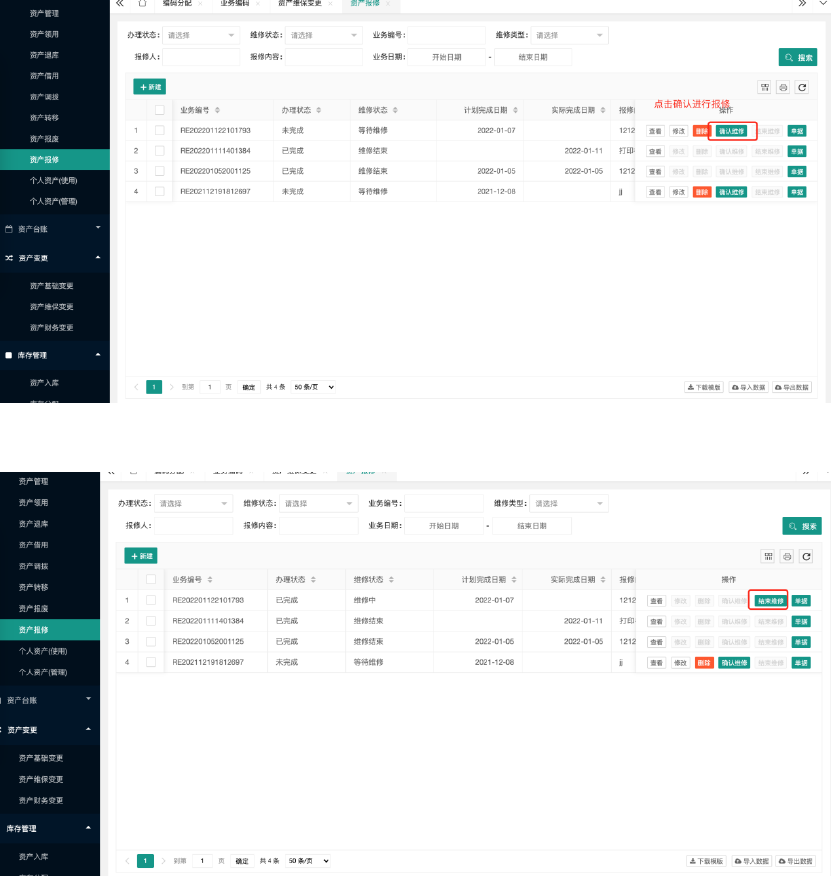 编码分配 业务编码 资产维保变更 资产报修
资产管理
资产领用
资产退库
资产借用
资产调拨
资产转移
资产报废
资产报修
个人资产(使用)
个人资产(管理)
资产台账
资产变更
资产基础变更
资产维保变更
资产财务变更
库存管理
资产入库
办理状态: 请选择 维修状态: 请选择 业务编号: 维修类型: 请选择
报修人: 报修内容: 业务日期: 开始日期 - 结束日期 搜索
+ 新建
点击确认进行报修
业务编号 办理状态 维修状态 计划完成日期 实际完成日期 报修 操作
1 RE202201122101793 未完成 等待维修 2022-01-07 1212 查看 修改 删除 确认维修 结束维修 单据
2 RE202201111401384 已完成 维修结束 2022-01-11 打印 查看 修改 删除 确认维修 结束维修 单据
3 RE202201052001125 已完成 维修结束 2022-01-05 2022-01-05 1212 查看 修改 删除 确认维修 结束维修 单据
4 RE202112191812697 未完成 等待维修 2021-12-08 jj 查看 修改 删除 确认维修 结束维修 单据
1 到第 1 页 确定 共 4 条 50 条/页 下载模版 导入数据 导出数据
资产管理
资产领用
资产退库
资产借用
资产调拨
资产转移
资产报废
资产报修
个人资产(使用)
个人资产(管理)
资产台账
资产变更
资产基础变更
资产维保变更
资产财务变更
库存管理
资产入库
办理状态: 请选择 维修状态: 请选择 业务编号: 维修类型: 请选择
报修人: 报修内容: 业务日期: 开始日期 - 结束日期 搜索
+ 新建
业务编号 办理状态 维修状态 计划完成日期 实际完成日期 报修 操作
1 RE202201122101793 已完成 维修中 2022-01-07 1212 查看 修改 删除 确认维修 结束维修 单据
2 RE202201111401384 已完成 维修结束 2022-01-11 打印 查看 修改 删除 确认维修 结束维修 单据
3 RE202201052001125 已完成 维修结束 2022-01-05 2022-01-05 1212 查看 修改 删除 确认维修 结束维修 单据
4 RE202112191812697 未完成 等待维修 2021-12-08 jj 查看 修改 删除 确认维修 结束维修 单据
1 到第 1 页 确定 共 4 条 50 条/页 下载模版 导入数据 导出数据